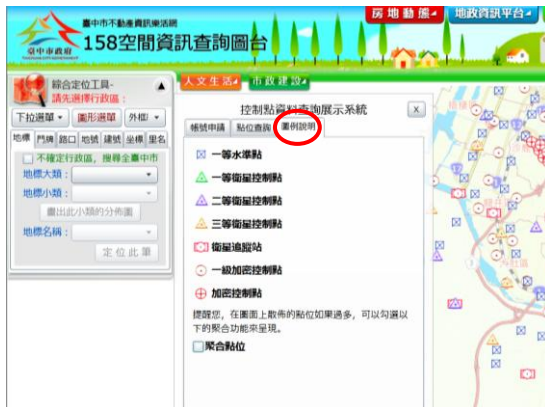 房地動態
地政資訊平台
臺中市不動產資訊樂活網
158空間資訊查詢圖台
臺中市政府
人文生活
市政建設
綜合定位工具-
請先選擇行政區：
下拉選單
圖形選單
外框
地標 門牌 路口 地號 建號 坐標 里名
不確定行政區, 搜尋全臺中市
地標大類：
地標小類：
畫出此小類的分佈圖
地標名稱：
定位此筆
控制點資料查詢展示系統
x
帳號申請 點位查詢 圖例說明
一等水準點
一等衛星控制點
二等衛星控制點
三等衛星控制點
衛星追蹤站
一級加密控制點
加密控制點
提醒您，在圖面上散佈的點位如果過多，可以勾選以
下的聚合功能來呈現。
聚合點位